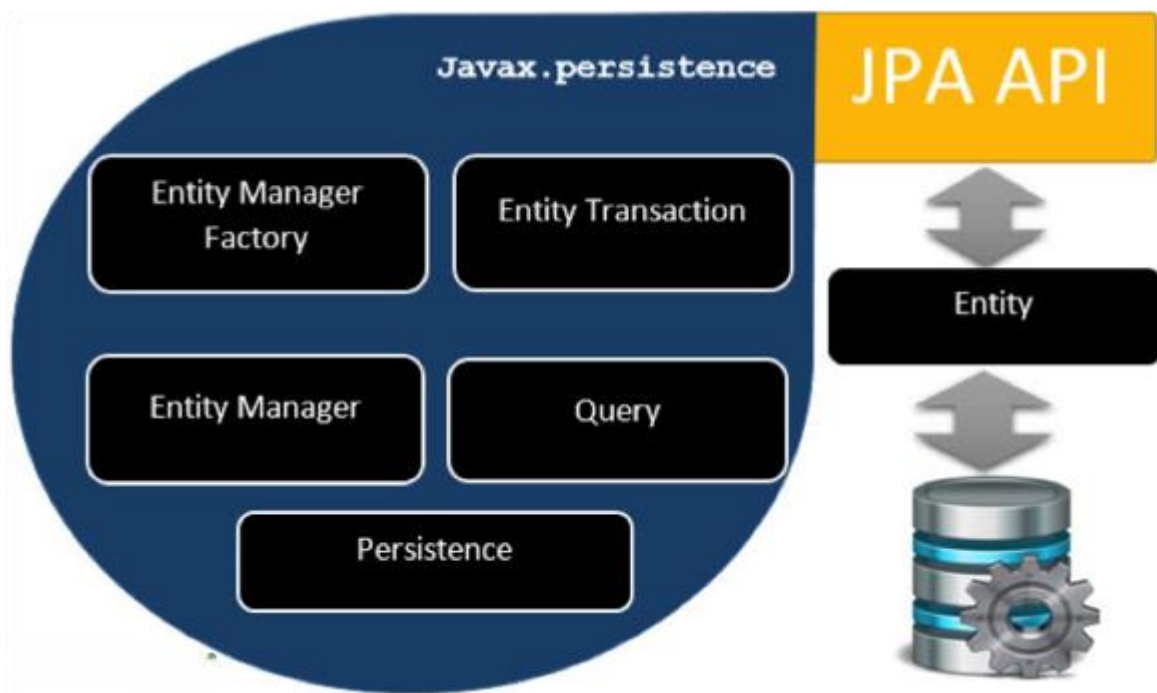 Javax.persistence
JPA API
Entity Manager
Factory
Entity Transaction
Entity
Entity Manager
Query
Persistence